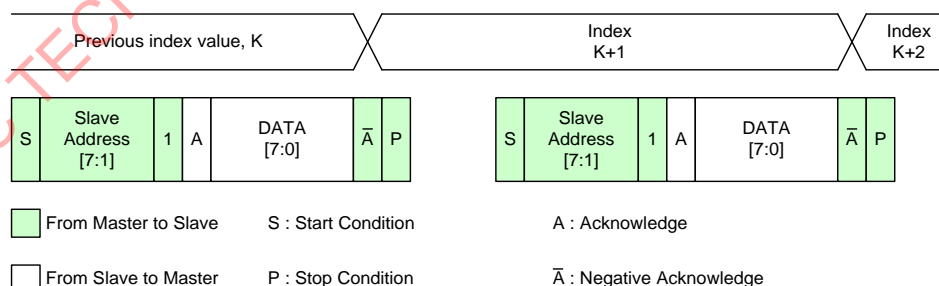 Previous index value, K
Index
K+1
Index
K+2
S
Slave
Address
[7:1]
1
A
DATA
[7:0]
A̅
P
S
Slave
Address
[7:1]
1
A
DATA
[7:0]
A̅
P
From Master to Slave
S : Start Condition
A : Acknowledge
From Slave to Master
P : Stop Condition
A̅ : Negative Acknowledge